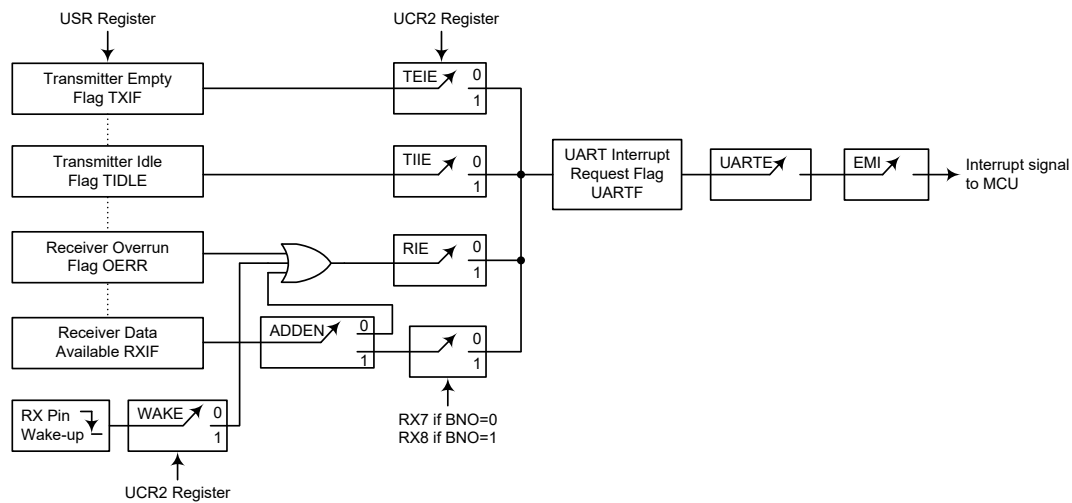 USR Register
UCR2 Register
Transmitter Empty
Flag TXIF
TEIE
0
1
Transmitter Idle
Flag TIDLE
TIIE
0
1
UART Interrupt
Request Flag
UARTF
UARTE
EMI
Interrupt signal
to MCU
Receiver Overrun
Flag OERR
RIE
0
1
Receiver Data
Available RXIF
ADDEN
0
1
0
1
RX Pin
Wake-up
WAKE
0
1
RX7 if BNO=0
RX8 if BNO=1
UCR2 Register